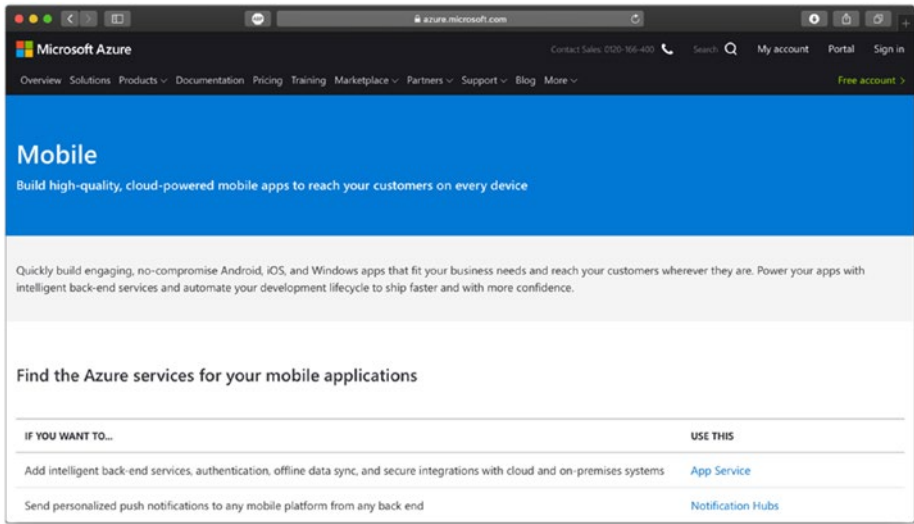 azure.microsoft.com
Microsoft Azure
Contact Sales: 0120-166-400
Search
My account
Portal
Sign in
Overview Solutions Products Documentation Pricing Training Marketplace Partners Support Blog More
Free account >
Mobile
Build high-quality, cloud-powered mobile apps to reach your customers on every device
Quickly build engaging, no-compromise Android, iOS, and Windows apps that fit your business needs and reach your customers wherever they are. Power your apps with
intelligent back-end services and automate your development lifecycle to ship faster and with more confidence.
Find the Azure services for your mobile applications
IF YOU WANT TO... USE THIS
Add intelligent back-end services, authentication, offline data sync, and secure integrations with cloud and on-premises systems App Service
Send personalized push notifications to any mobile platform from any back end Notification Hubs